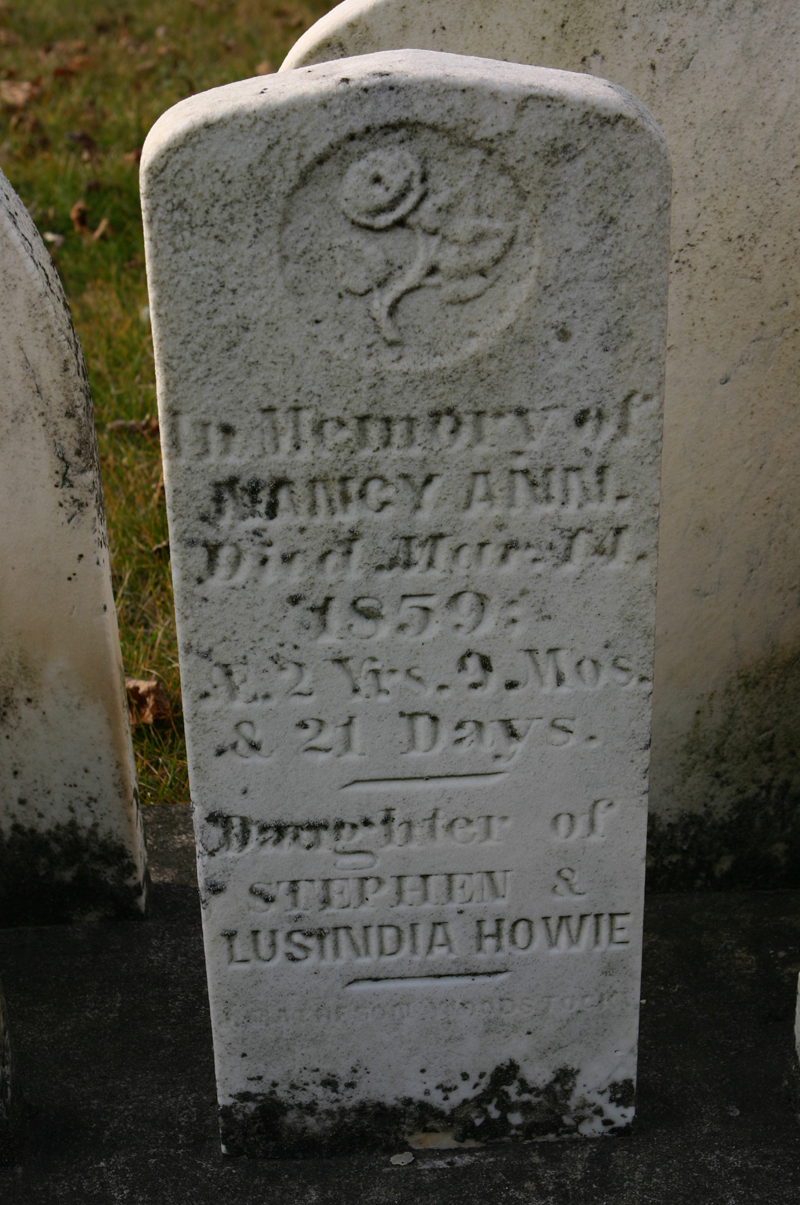 In Memory of
NANCY ANN.
Died Mar. 14.
1859:
Æ. 2 Yrs. 9. Mos.
& 21 Days.
Daughter of
STEPHEN &
LUSINDIA HOWIE
WOODSTOCK